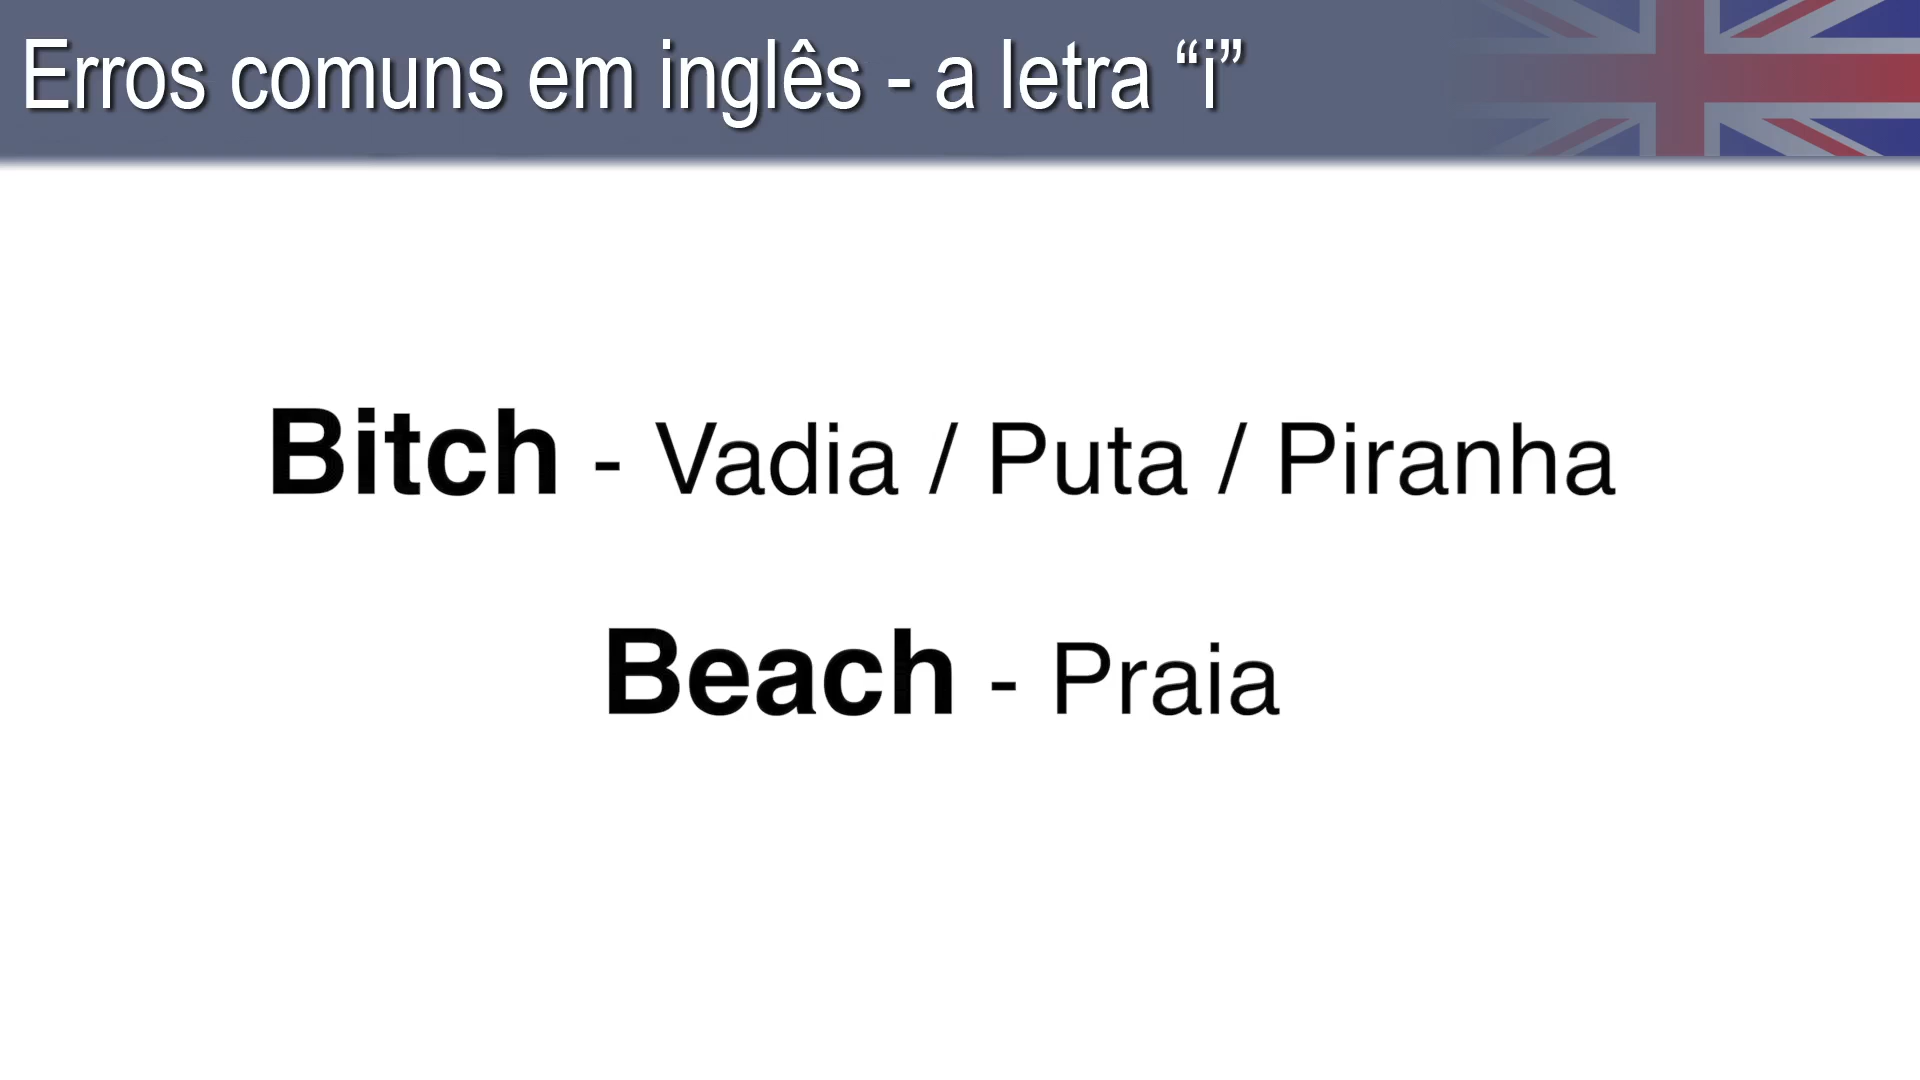 Erros comuns em inglês - a letra “i”
Bitch - Vadia / Puta / Piranha
Beach - Praia